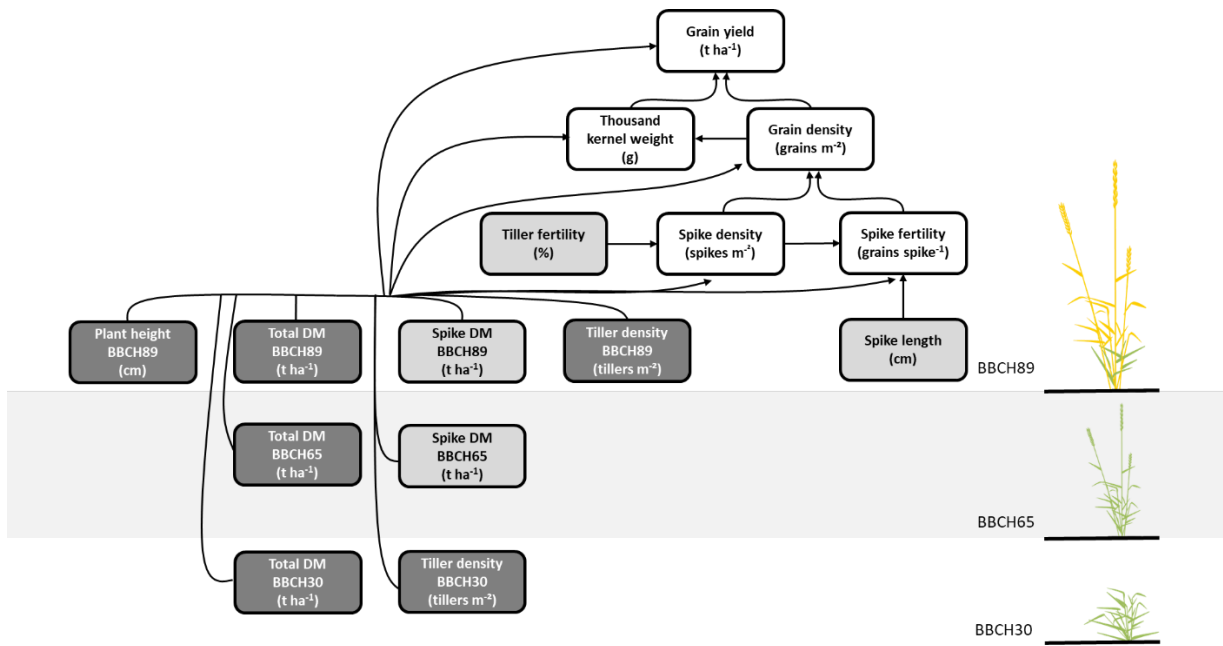 Grain yield
(t ha⁻¹)
Thousand
kernel weight
(g)
Grain density
(grains m⁻²)
Tiller fertility
(%)
Spike density
(spikes m⁻²)
Spike fertility
(grains spike⁻¹)
Plant height
BBCH89
(cm)
Total DM
BBCH89
(t ha⁻¹)
Spike DM
BBCH89
(t ha⁻¹)
Tiller density
BBCH89
(tillers m⁻²)
Spike length
(cm)
BBCH89
Total DM
BBCH65
(t ha⁻¹)
Spike DM
BBCH65
(t ha⁻¹)
BBCH65
Total DM
BBCH30
(t ha⁻¹)
Tiller density
BBCH30
(tillers m⁻²)
BBCH30